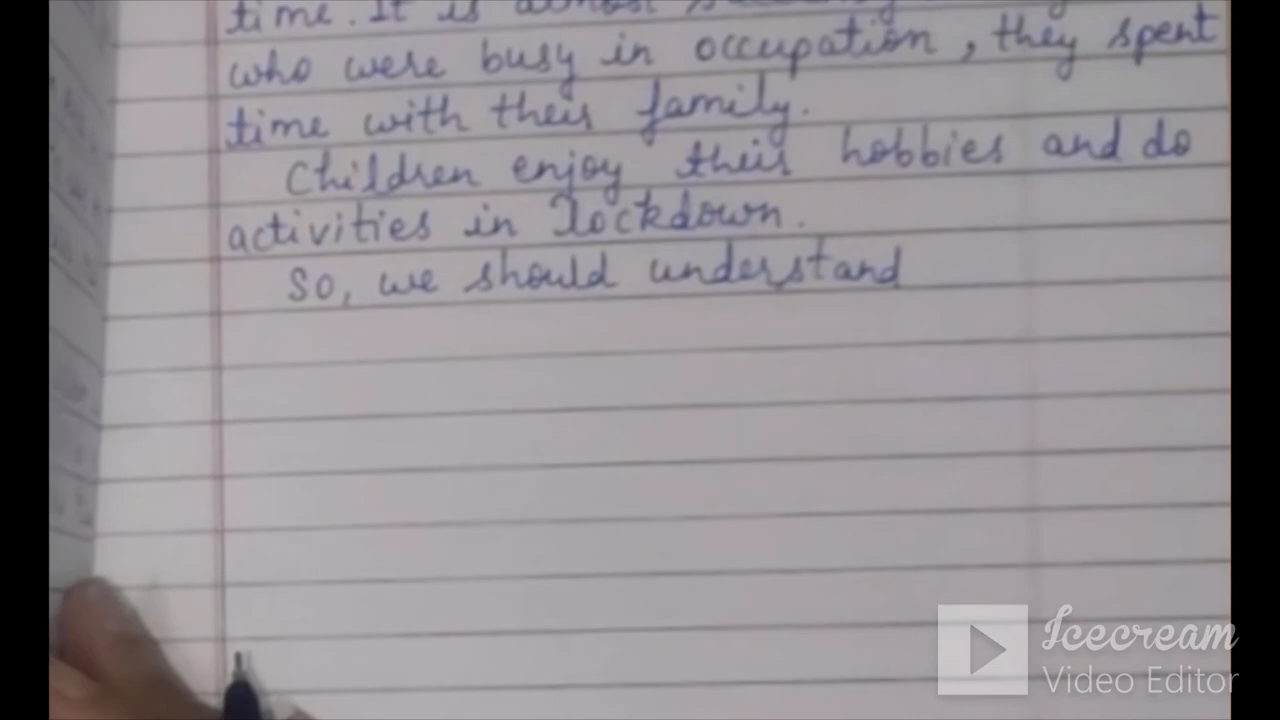 time. It is almost
who were busy in occupation, they spent
time with their family.
Children enjoy their hobbies and do
activities in lockdown.
So, we should understand
Icecream
Video Editor